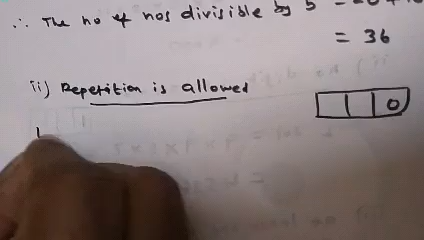 ∴ The no of nos divisible by 5 =
= 36
ii) Repetition is allowed
0